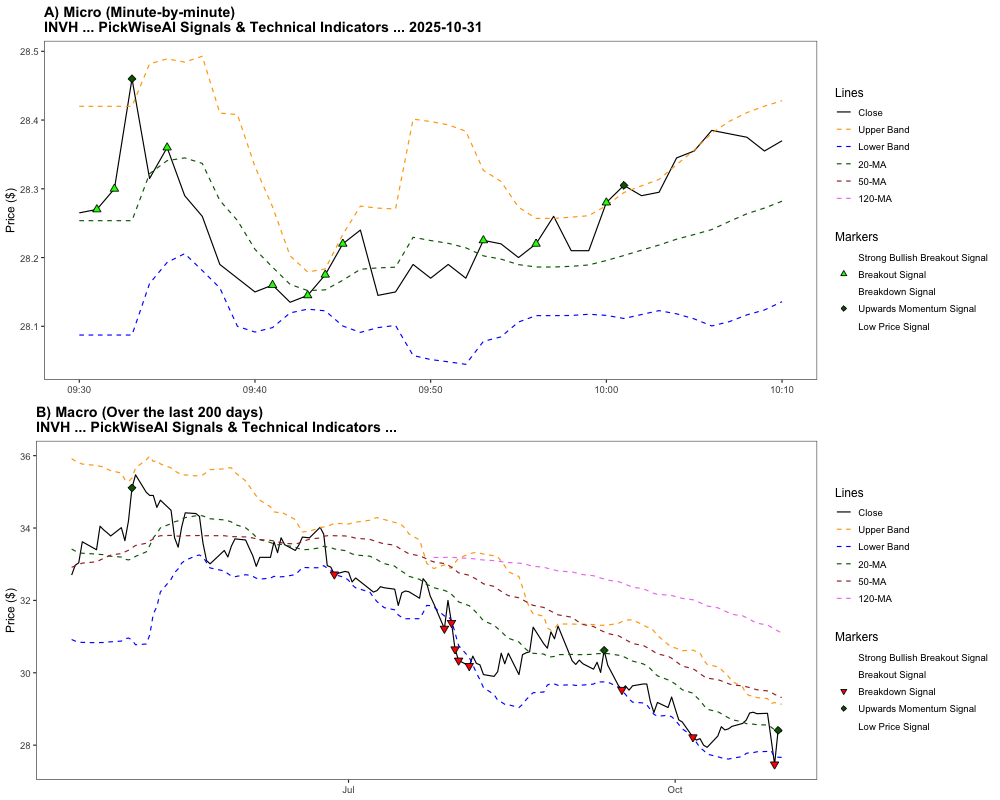 A) Micro (Minute-by-minute)
INVH ... PickWiseAI Signals & Technical Indicators ... 2025-10-31
28.5
28.4
28.3
28.2
28.1
Price ($)
09:30
09:40
09:50
10:00
10:10
Lines
Close
Upper Band
Lower Band
20-MA
50-MA
120-MA
Markers
Strong Bullish Breakout Signal
Breakout Signal
Breakdown Signal
Upwards Momentum Signal
Low Price Signal
B) Macro (Over the last 200 days)
INVH ... PickWiseAI Signals & Technical Indicators ...
36
34
32
30
28
Price ($)
Jul
Oct
Lines
Close
Upper Band
Lower Band
20-MA
50-MA
120-MA
Markers
Strong Bullish Breakout Signal
Breakout Signal
Breakdown Signal
Upwards Momentum Signal
Low Price Signal